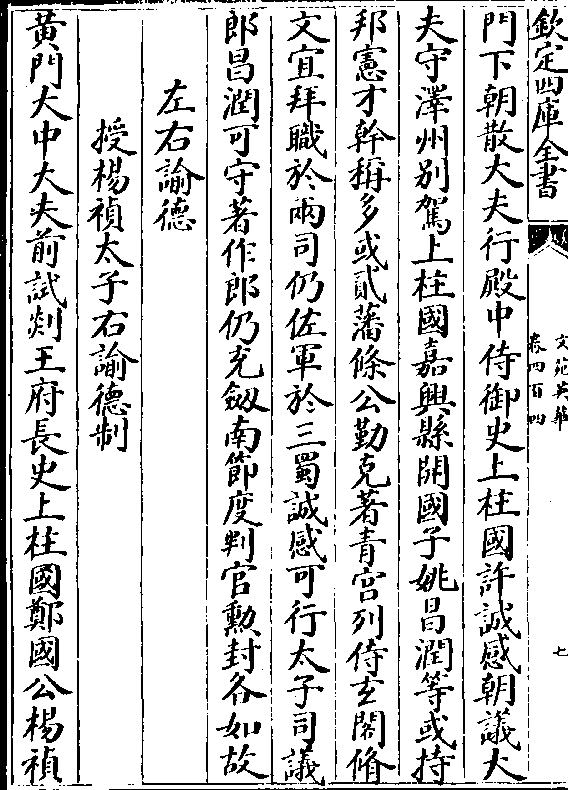 欽定四庫全書
文苑英華
卷四百四
七
門下朝散大夫行殿中侍御史上柱國許誠感朝議大
夫守澤州别駕上柱國嘉興縣開國子姚昌潤等或持
邦憲才幹稱多或貳藩條公勤克著青宫列侍玄閣脩
文宜拜職於兩司仍佐軍於三蜀誠感可行太子司議
郎昌潤可守著作郎仍充劒南節度判官勲封各如故
左右諭德
授楊禎太子右諭德制
黄門大中大夫前試剡王府長史上柱國鄭國公楊禎